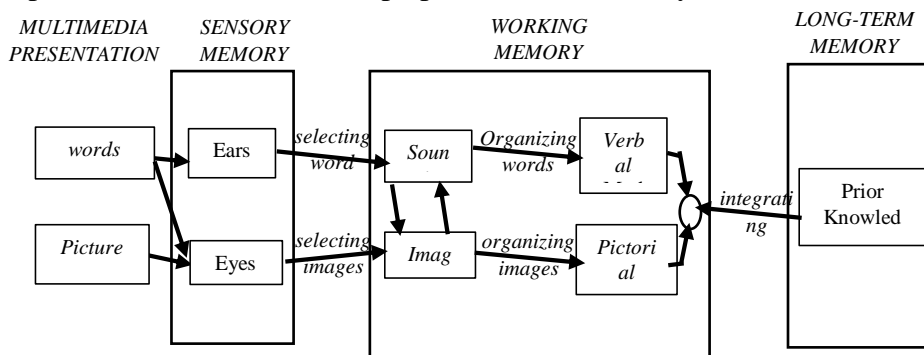 MULTIMEDIA
PRESENTATION
SENSORY
MEMORY
WORKING
MEMORY
LONG-TERM
MEMORY
words
Picture
Ears
Eyes
selecting
word
selecting
images
Soun
Imag
Organizing
words
organizing
images
Verb
al
Pictori
al
integrati
ng
Prior
Knowled